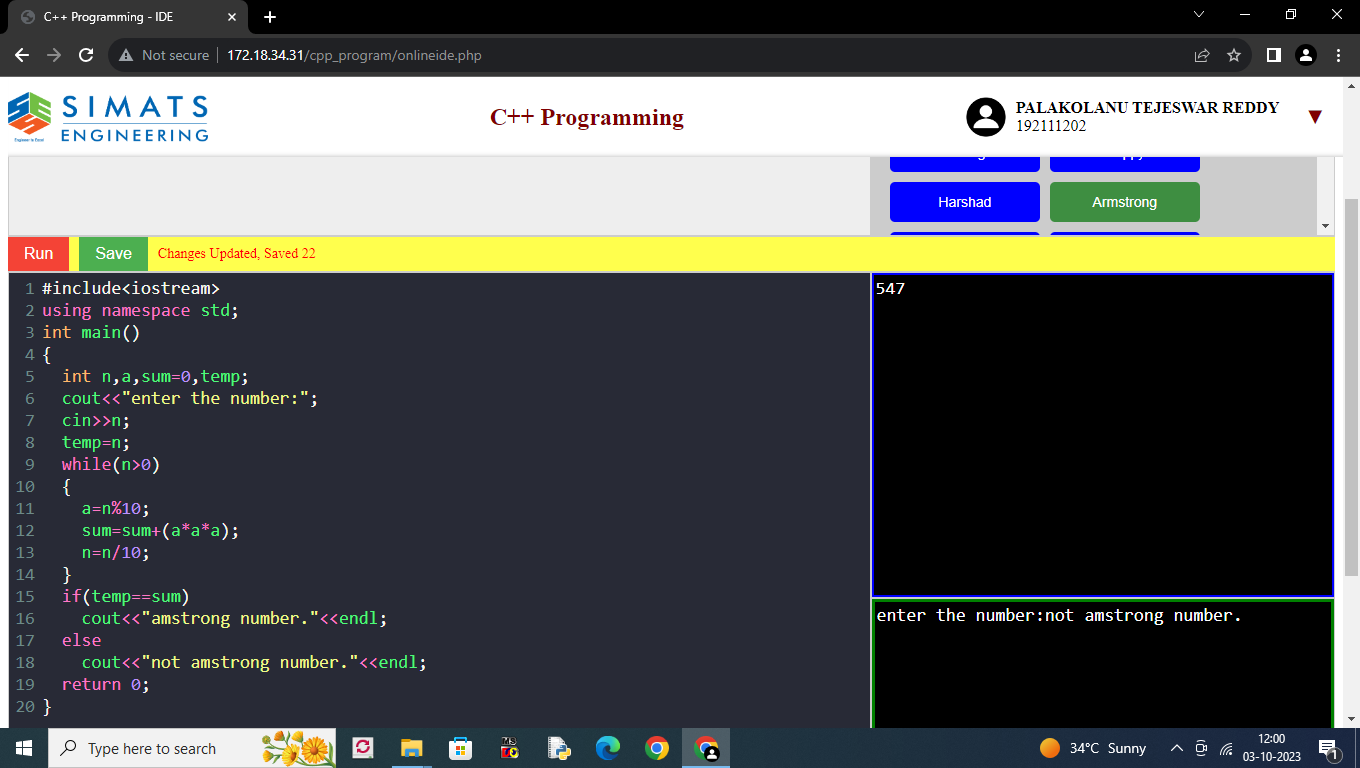 C++ Programming - IDE
Not secure 172.18.34.31/cpp_program/onlineide.php
SIMATS
ENGINEERING
C++ Programming
PALAKOLANU TEJESWAR REDDY
192111202
Harshad Armstrong
Run Save Changes Updated, Saved 22
1 #include<iostream>
2 using namespace std;
3 int main()
4 {
5 int n,a,sum=0,temp;
6 cout<<"enter the number:";
7 cin>>n;
8 temp=n;
9 while(n>0)
10 {
11 a=n%10;
12 sum=sum+(a*a*a);
13 n=n/10;
14 }
15 if(temp==sum)
16 cout<<"amstrong number."<<endl;
17 else
18 cout<<"not amstrong number."<<endl;
19 return 0;
20 }
547
enter the number:not amstrong number.
Type here to search
34°C Sunny
12:00
03-10-2023
1